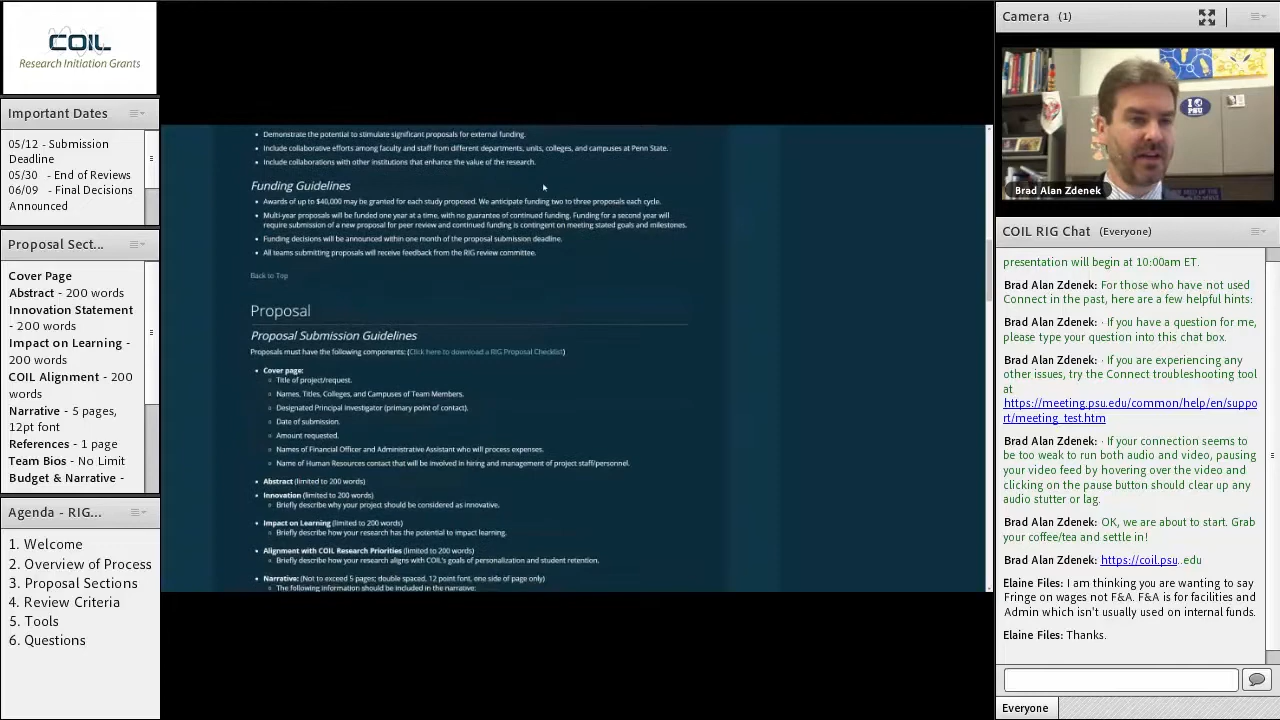 COIL
Research Initiation Grants
Important Dates
05/12 - Submission
Deadline
05/30 - End of Reviews
06/09 - Final Decisions
Announced
Proposal Sect...
Cover Page
Abstract - 200 words
Innovation Statement
- 200 words
Impact on Learning -
200 words
COIL Alignment - 200
words
Narrative - 5 pages,
12pt font
References - 1 page
Team Bios - No Limit
Budget & Narrative -
Agenda - RIG...
1. Welcome
2. Overview of Process
3. Proposal Sections
4. Review Criteria
5. Tools
6. Questions
Demonstrate the potential to stimulate significant proposals for external funding.
Include collaborative efforts among faculty and staff from different departments, units, colleges, and campuses at Penn State.
Include collaborations with other institutions that enhance the value of the research.
Funding Guidelines
Awards of up to $40,000 may be granted for each study proposed. We anticipate funding two to three proposals each cycle.
Multi-year proposals will be funded one year at a time, with no guarantee of continued funding. Funding for a second year will
require submission of a new proposal for peer review and continued funding is contingent on meeting stated goals and milestones.
Funding decisions will be announced within one month of the proposal submission deadline.
All teams submitting proposals will receive feedback from the RIG review committee.
Back to Top
Proposal
Proposal Submission Guidelines
Proposals must have the following components: (Click here to download a RIG Proposal Checklist)
Cover page:
Title of project/request.
Names, Titles, Colleges, and Campuses of Team Members.
Designated Principal Investigator (primary point of contact).
Date of submission.
Amount requested.
Names of Financial Officer and Administrative Assistant who will process expenses.
Name of Human Resources contact that will be involved in hiring and management of project staff/personnel.
Abstract (limited to 200 words)
Innovation (limited to 200 words)
Briefly describe why your project should be considered as innovative.
Impact on Learning (limited to 200 words)
Briefly describe how your research has the potential to impact learning.
Alignment with COIL Research Priorities (limited to 200 words)
Briefly describe how your research aligns with COIL's goals of personalization and student retention.
Narrative: (Not to exceed 5 pages; double spaced, 12 point font, one side of page only)
The following information should be included in the narrative:
Camera (1)
I
PSU
Brad Alan Zdenek
COIL RIG Chat (Everyone)
presentation will begin at 10:00am ET.
Brad Alan Zdenek: For those who have not used
Connect in the past, here are a few helpful hints:
Brad Alan Zdenek: · If you have a question for me,
please type your question into this chat box.
Brad Alan Zdenek: · If you are experiencing any
other issues, try the Connect troubleshooting tool
at
https://meeting.psu.edu/common/help/en/suppo
rt/meeting_test.htm
Brad Alan Zdenek: · If your connection seems to
be too weak to run both audio and video, pausing
your video feed by hovering over the video and
clicking on the pause button should clear up any
audio stutter or lag.
Brad Alan Zdenek: OK, we are about to start. Grab
your coffee/tea and settle in!
Brad Alan Zdenek: https://coil.psu..edu
Elaine Files: I am thinking you are wanting to say
Fringe on wages not F&A. F&A is for facilities and
Admin which isn't usually used on internal funds.
Elaine Files: Thanks.
Everyone